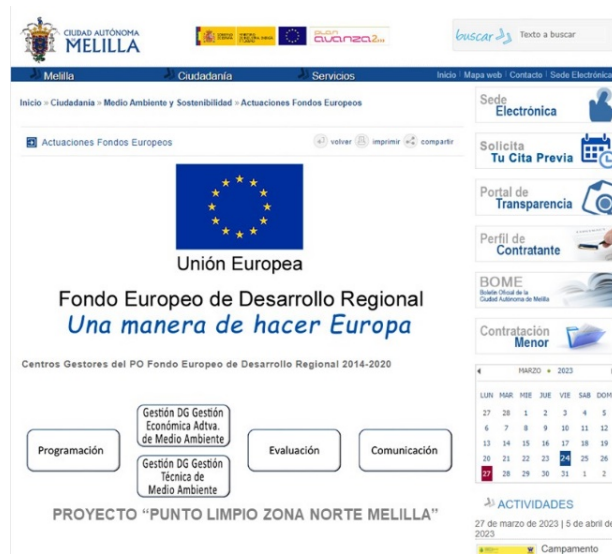 CIUDAD AUTÓNOMA
MELILLA
PLAN
avanza2...
buscar
Texto a buscar
Melilla
Ciudadanía
Servicios
Inicio | Mapa web | Contacto | Sede Electrónica
Inicio » Ciudadanía » Medio Ambiente y Sostenibilidad » Actuaciones Fondos Europeos
Actuaciones Fondos Europeos
volver imprimir compartir
Unión Europea
Fondo Europeo de Desarrollo Regional
Una manera de hacer Europa
Centros Gestores del PO Fondo Europeo de Desarrollo Regional 2014-2020
Programación
Gestión DG Gestión
Económica Adtva.
de Medio Ambiente
Gestión DG Gestión
Técnica de
Medio Ambiente
Evaluación
Comunicación
PROYECTO “PUNTO LIMPIO ZONA NORTE MELILLA”
Sede
Electrónica
Solicita
Tu Cita Previa
Portal de
Transparencia
Perfil de
Contratante
BOME
Boletín Oficial de la
Ciudad Autónoma de Melilla
Contratación
Menor
MARZO 2023
LUN MAR MIE JUE VIE SAB DOM
27 28 1 2 3 4 5
6 7 8 9 10 11 12
13 14 15 16 17 18 19
20 21 22 23 24 25 26
27 28 29 30 31 1 2
ACTIVIDADES
27 de marzo de 2023 | 5 de abril de
2023
Campamento